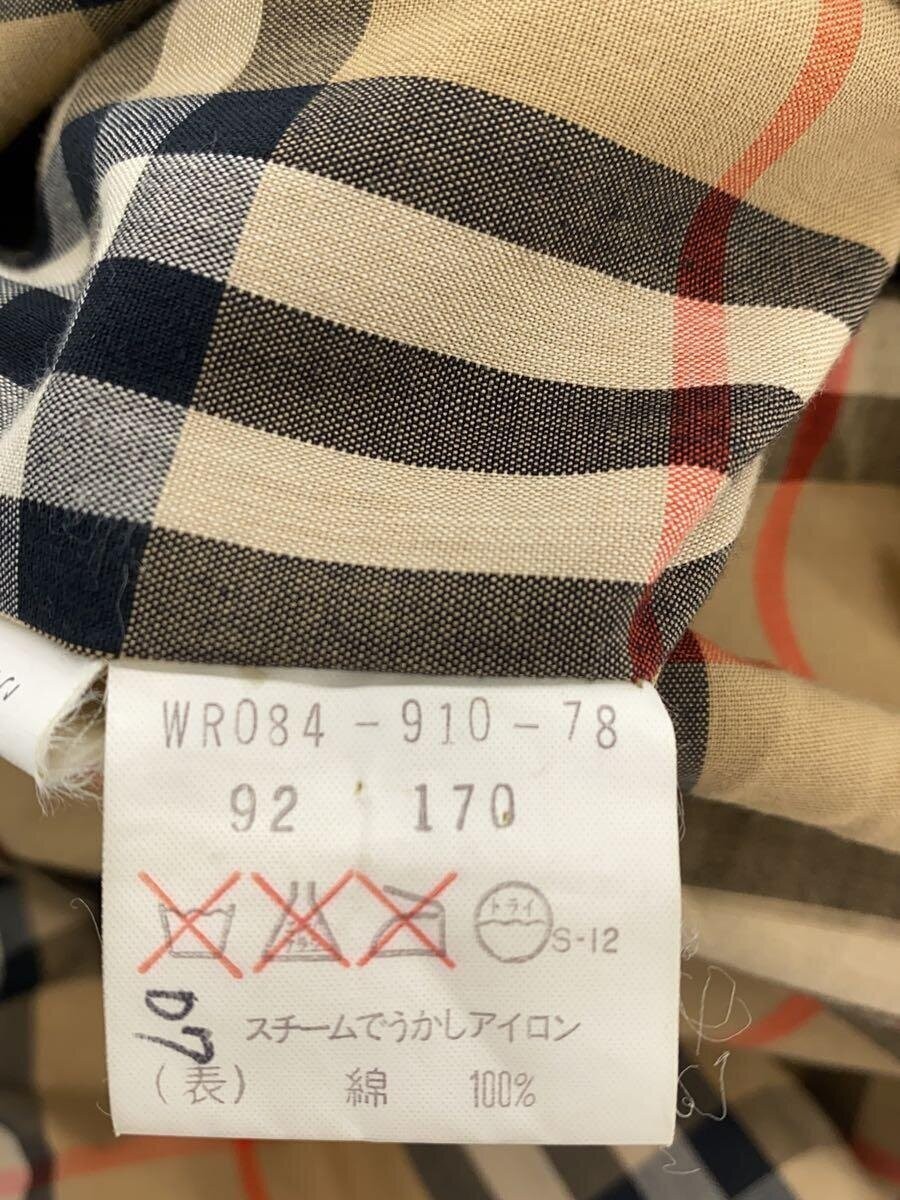 WR084-910-78
92 170
ドライ S-12
D7
スチームでうかしアイロン
(表) 綿 100%